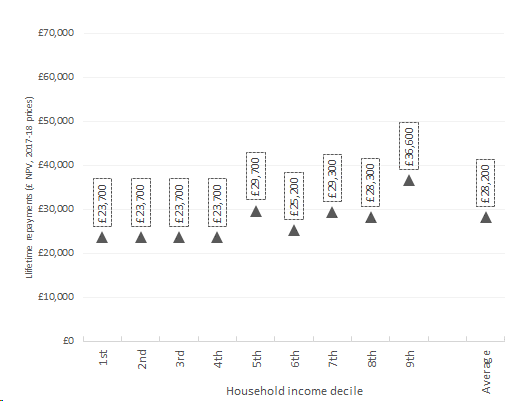 £70,000
£60,000
£50,000
£40,000
£30,000
£20,000
£10,000
£0
Lifetime repayments (£ NPV, 2017-18 prices)
£23,700
£23,700
£23,700
£23,700
£29,700
£25,200
£29,300
£28,300
£36,600
£28,200
1st
2nd
3rd
4th
5th
6th
7th
8th
9th
Average
Household income decile